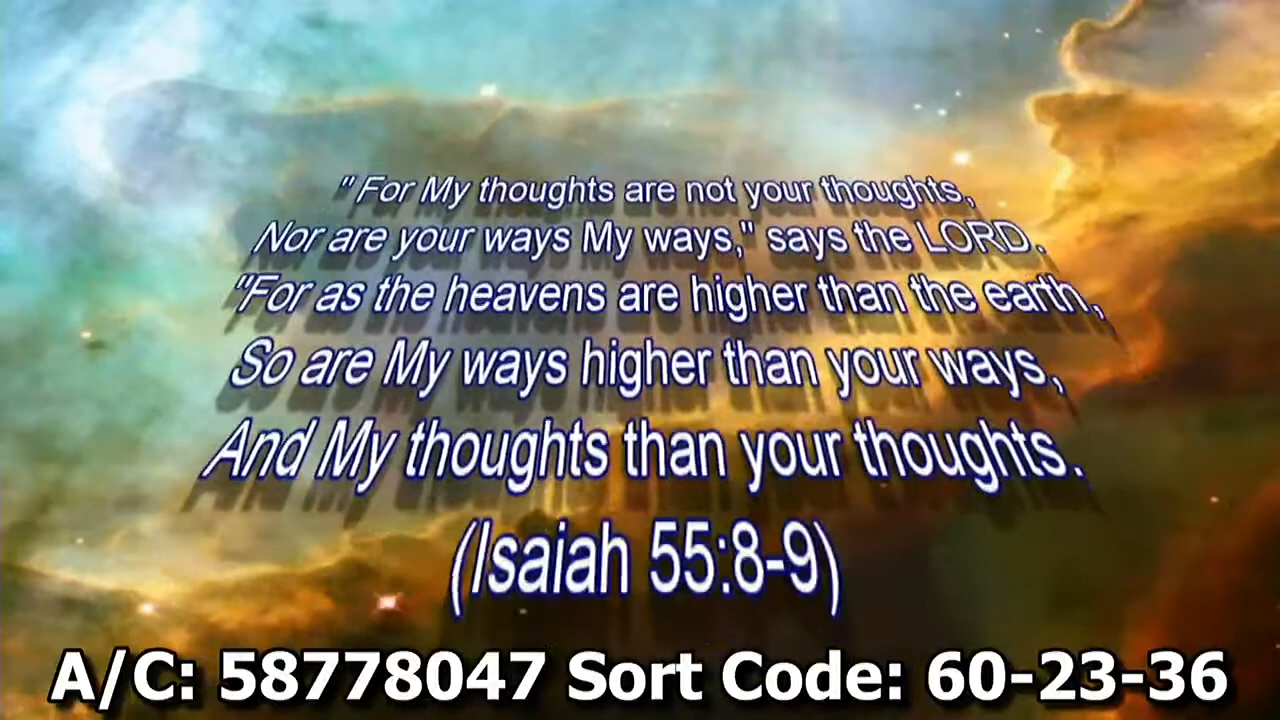 " For My thoughts are not your thoughts,
Nor are your ways My ways," says the LORD.
"For as the heavens are higher than the earth,
So are My ways higher than your ways,
And My thoughts than your thoughts.
(Isaiah 55:8-9)
A/C: 58778047 Sort Code: 60-23-36